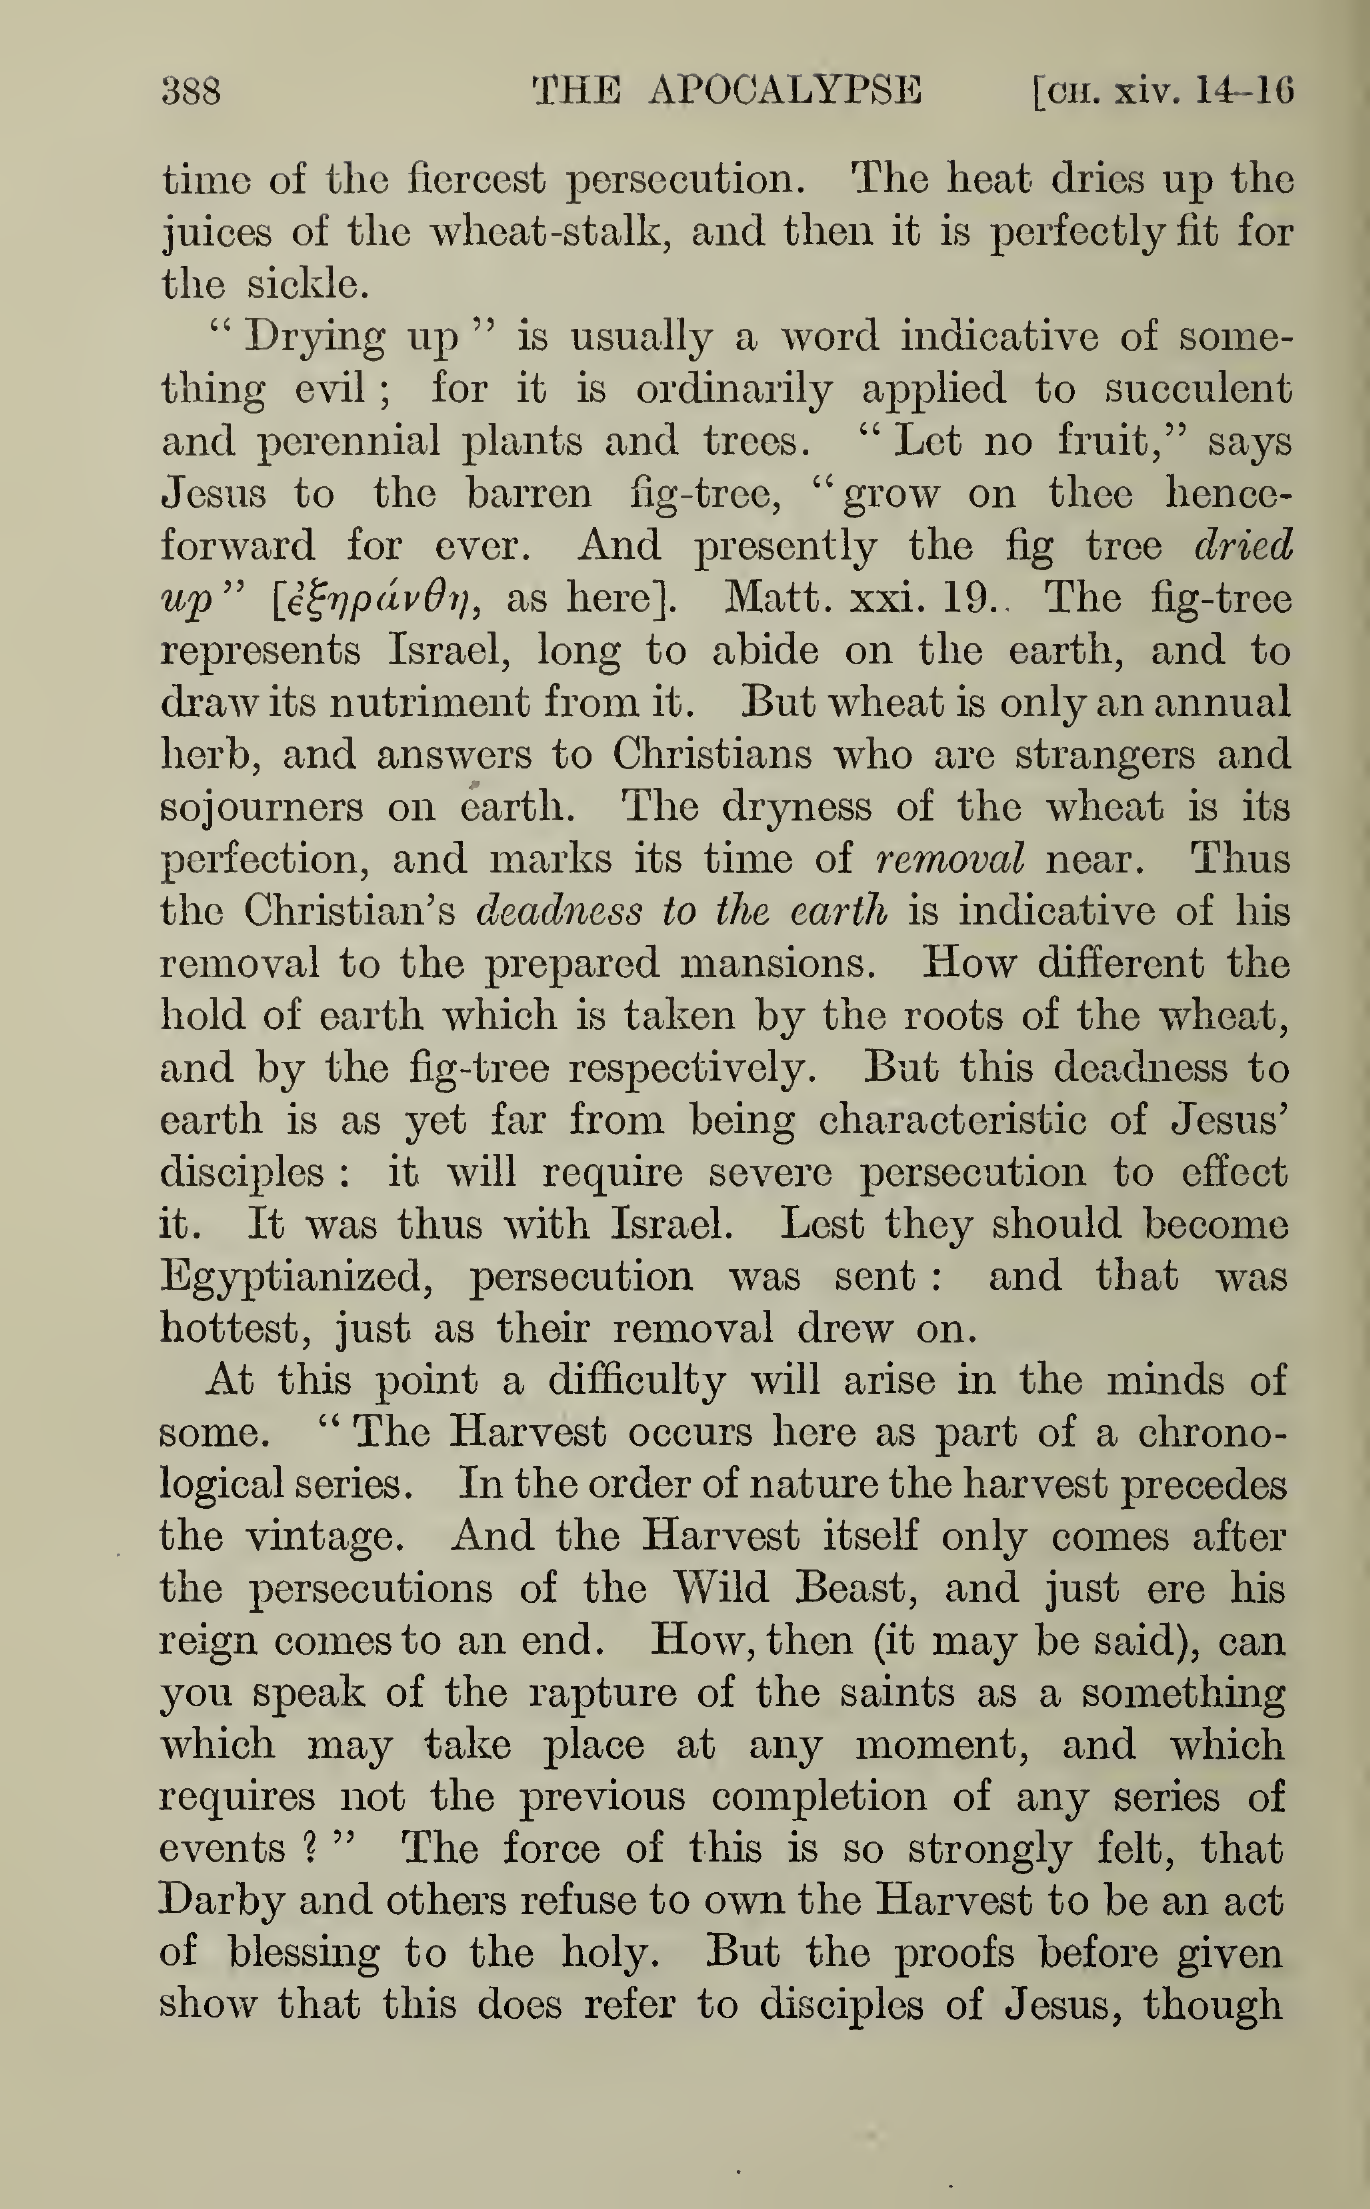 388 THE APOCALYPSE [CH. xiv. 14–16
time of the fiercest persecution. The heat dries up the
juices of the wheat-stalk, and then it is perfectly fit for
the sickle.
“ Drying up ” is usually a word indicative of some-
thing evil ; for it is ordinarily applied to succulent
and perennial plants and trees. “ Let no fruit,” says
Jesus to the barren fig-tree, “grow on thee hence-
forward for ever. And presently the fig tree dried
up ” [ἐξηράνθη, as here]. Matt. xxi. 19. The fig-tree
represents Israel, long to abide on the earth, and to
draw its nutriment from it. But wheat is only an annual
herb, and answers to Christians who are strangers and
sojourners on earth. The dryness of the wheat is its
perfection, and marks its time of removal near. Thus
the Christian’s deadness to the earth is indicative of his
removal to the prepared mansions. How different the
hold of earth which is taken by the roots of the wheat,
and by the fig-tree respectively. But this deadness to
earth is as yet far from being characteristic of Jesus’
disciples : it will require severe persecution to effect
it. It was thus with Israel. Lest they should become
Egyptianized, persecution was sent : and that was
hottest, just as their removal drew on.
At this point a difficulty will arise in the minds of
some. “ The Harvest occurs here as part of a chrono-
logical series. In the order of nature the harvest precedes
the vintage. And the Harvest itself only comes after
the persecutions of the Wild Beast, and just ere his
reign comes to an end. How, then (it may be said), can
you speak of the rapture of the saints as a something
which may take place at any moment, and which
requires not the previous completion of any series of
events ? ” The force of this is so strongly felt, that
Darby and others refuse to own the Harvest to be an act
of blessing to the holy. But the proofs before given
show that this does refer to disciples of Jesus, though